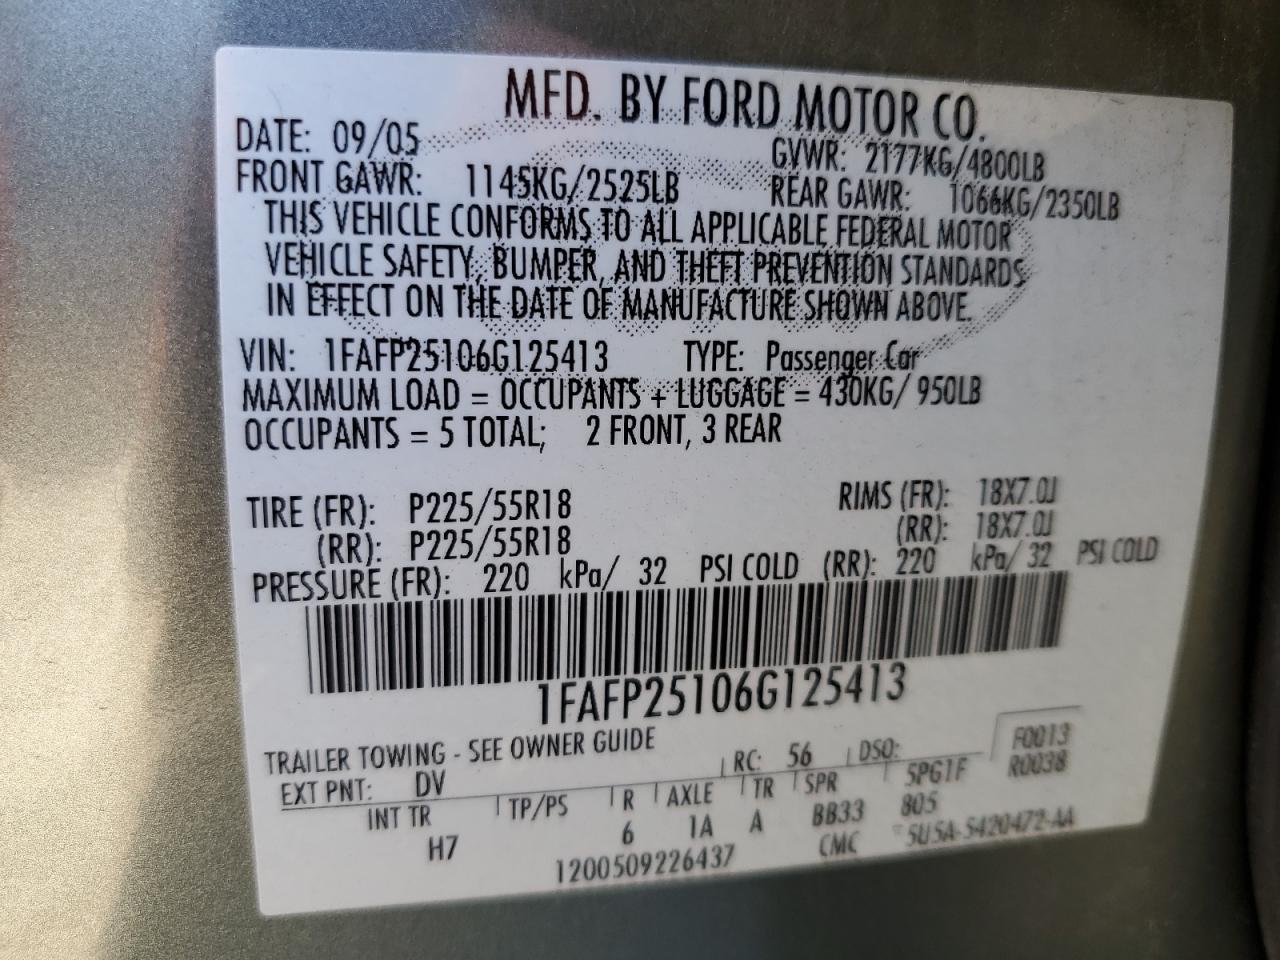 MFD. BY FORD MOTOR CO.
DATE: 09/05 GVWR: 2177KG/4800LB
FRONT GAWR: 1145KG/2525LB REAR GAWR: 1066KG/2350LB
THIS VEHICLE CONFORMS TO ALL APPLICABLE FEDERAL MOTOR
VEHICLE SAFETY, BUMPER, AND THEFT PREVENTION STANDARDS
IN EFFECT ON THE DATE OF MANUFACTURE SHOWN ABOVE.
VIN: 1FAFP25106G125413 TYPE: Passenger Car
MAXIMUM LOAD = OCCUPANTS + LUGGAGE = 430KG/ 950LB
OCCUPANTS = 5 TOTAL; 2 FRONT, 3 REAR
TIRE (FR): P225/55R18 RIMS (FR): 18X7.0J
(RR): P225/55R18 (RR): 18X7.0J
PRESSURE (FR): 220 kPa/ 32 PSI COLD (RR): 220 kPa/ 32 PSI COLD
1FAFP25106G125413
TRAILER TOWING - SEE OWNER GUIDE
EXT PNT: DV RC: 56 DSO: F0013
R0038
INT TR TP/PS R AXLE TR SPR 5PG1F
H7 6 1A A BB33 805
1200509226437 CMC 5U5A-5420472-AA